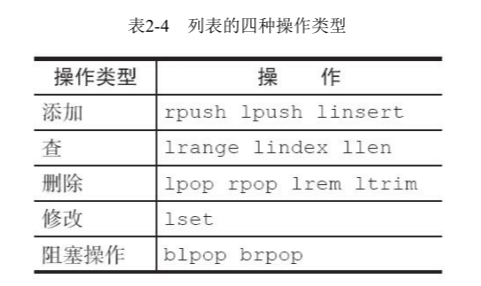 表2-4 列表的四种操作类型
操作类型 操 作
添加 rpush lpush linsert
查 lrange lindex llen
删除 lpop rpop lrem ltrim
修改 lset
阻塞操作 blpop brpop